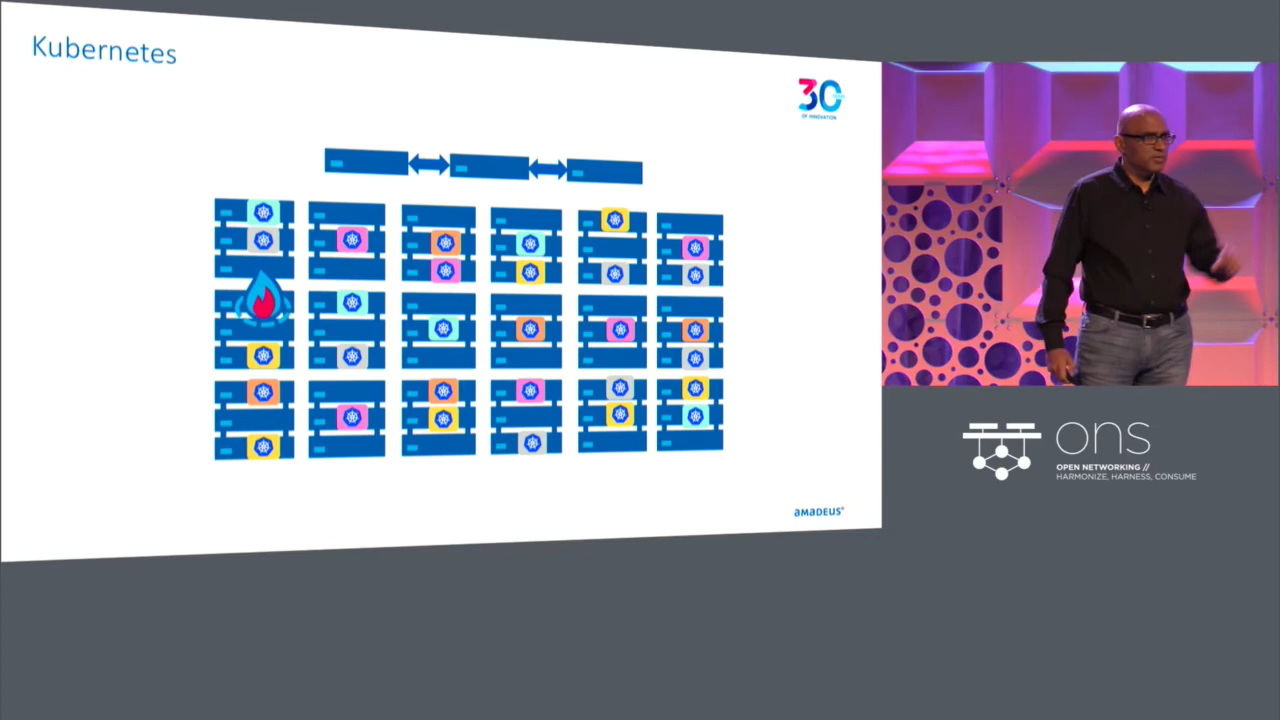 Kubernetes
30
OF INNOVATION
amadeus
ons
OPEN NETWORKING //
HARMONIZE, HARNESS, CONSUME